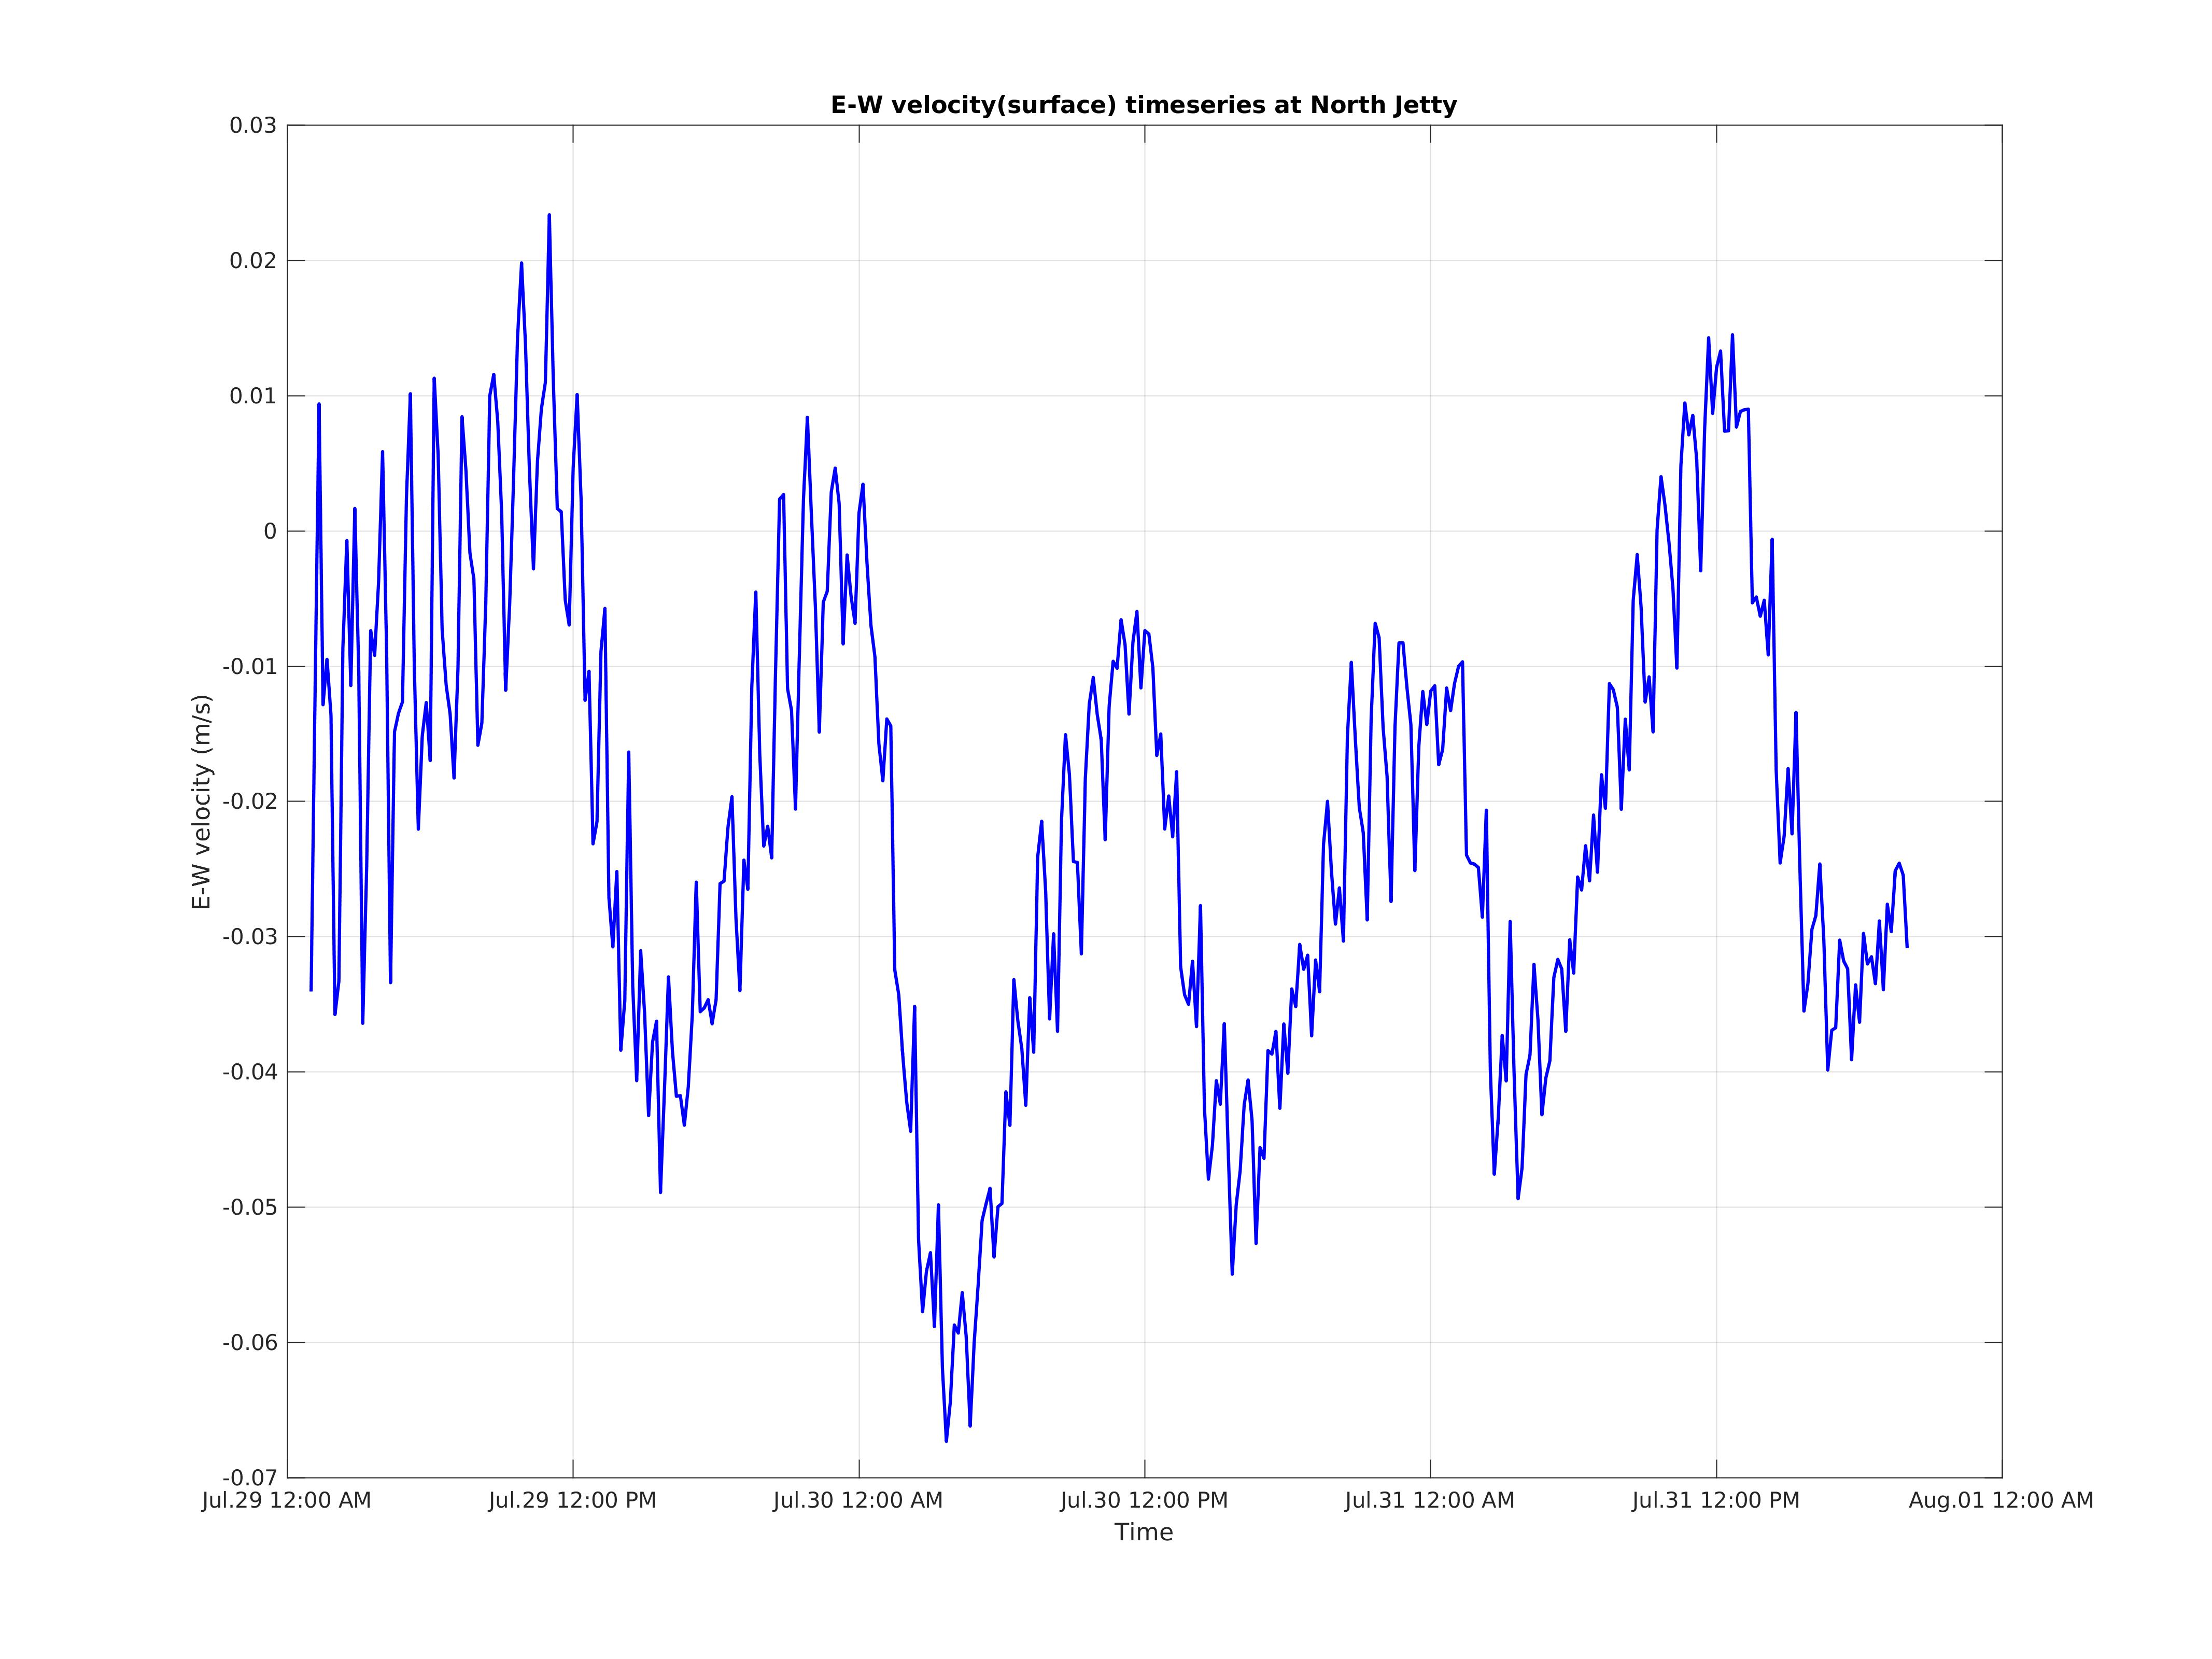 E-W velocity(surface) timeseries at North Jetty
0.03
0.02
0.01
0
-0.01
-0.02
-0.03
-0.04
-0.05
-0.06
-0.07
E-W velocity (m/s)
Jul.29 12:00 AM Jul.29 12:00 PM Jul.30 12:00 AM Jul.30 12:00 PM Jul.31 12:00 AM Jul.31 12:00 PM Aug.01 12:00 AM
Time